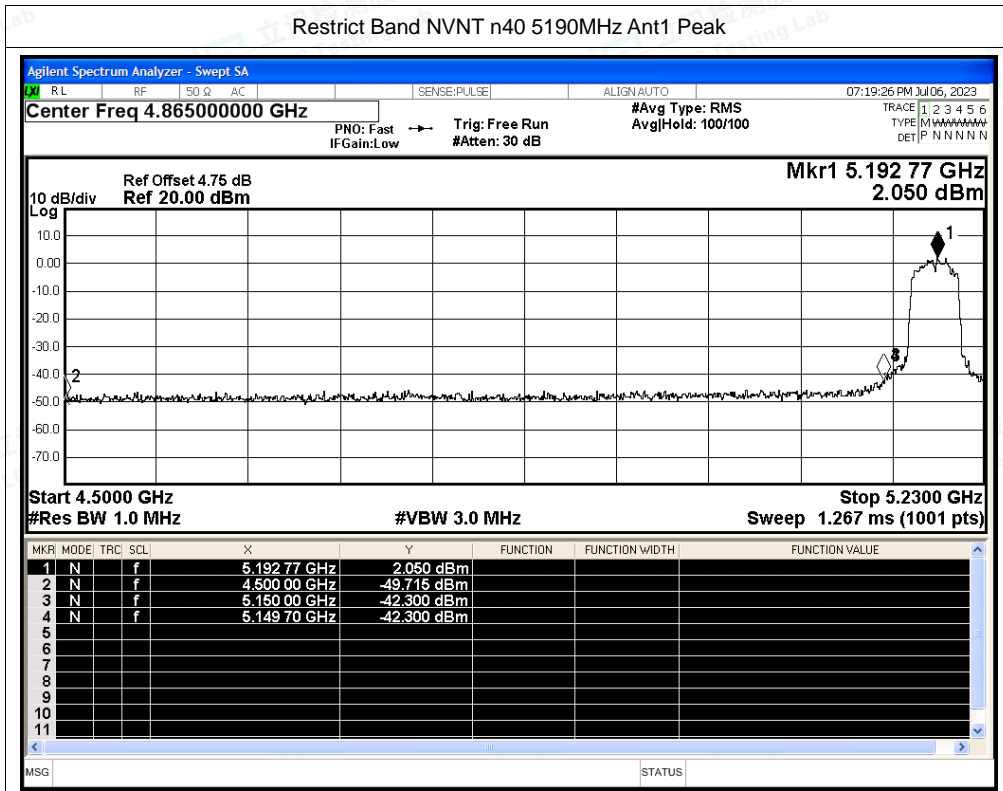 Restrict Band NVNT n40 5190MHz Ant1 Peak
Agilent Spectrum Analyzer - Swept SA
LXI RL RF 50 Ω AC SENSE:PULSE ALIGN AUTO 07:19:26 PM Jul 06, 2023
Center Freq 4.865000000 GHz #Avg Type: RMS TRACE 1 2 3 4 5 6
PNO: Fast Trig: Free Run Avg|Hold: 100/100 TYPE M
IFGain:Low #Atten: 30 dB DET P N N N N N
Mkr1 5.192 77 GHz
Ref Offset 4.75 dB
10 dB/div Ref 20.00 dBm 2.050 dBm
Log
10.0
1
0.00
-10.0
-20.0
-30.0
3
-40.0
2
-50.0
-60.0
-70.0
Start 4.5000 GHz Stop 5.2300 GHz
#Res BW 1.0 MHz #VBW 3.0 MHz Sweep 1.267 ms (1001 pts)
MKR MODE TRC SCL X Y FUNCTION FUNCTION WIDTH FUNCTION VALUE
1 N f 5.192 77 GHz 2.050 dBm
2 N f 4.500 00 GHz -49.715 dBm
3 N f 5.150 00 GHz -42.300 dBm
4 N f 5.149 70 GHz -42.300 dBm
5
6
7
8
9
10
11
MSG STATUS